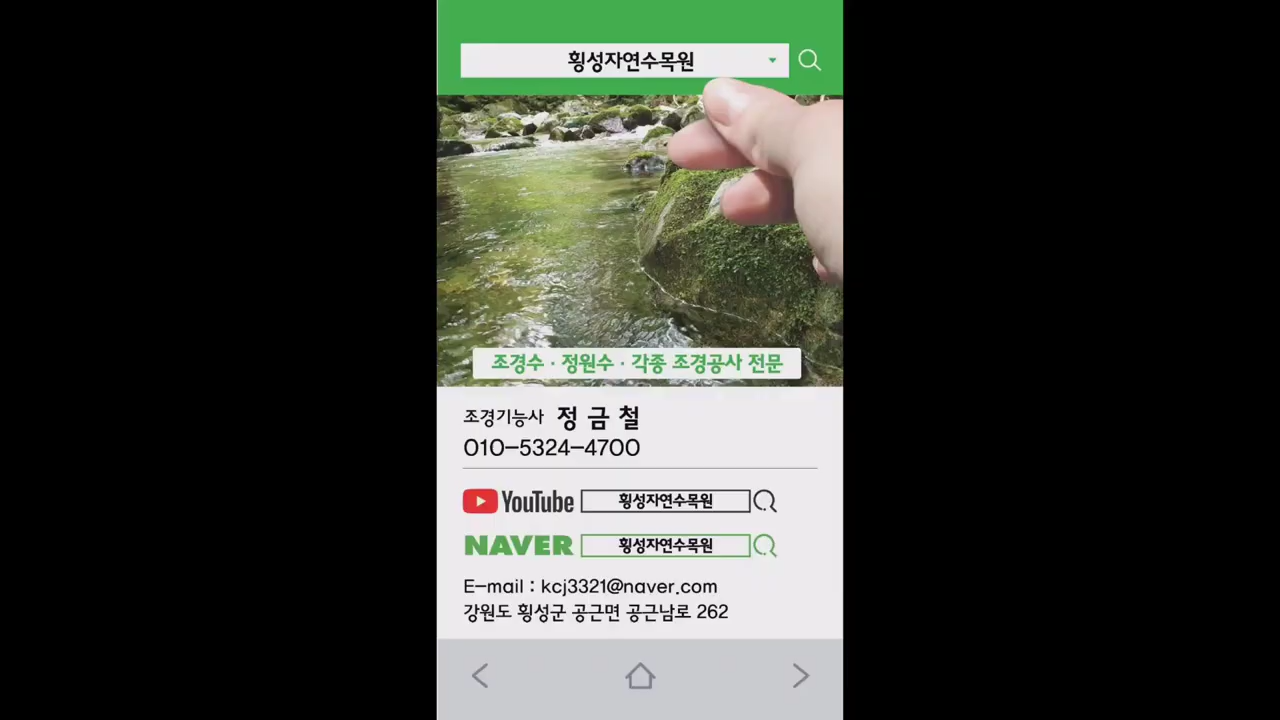 횡성자연수목원
조경수 · 정원수 · 각종 조경공사 전문
조경기능사 정 금 철
010-5324-4700
YouTube 횡성자연수목원
NAVER 횡성자연수목원
E-mail : kcj3321@naver.com
강원도 횡성군 공근면 공근남로 262